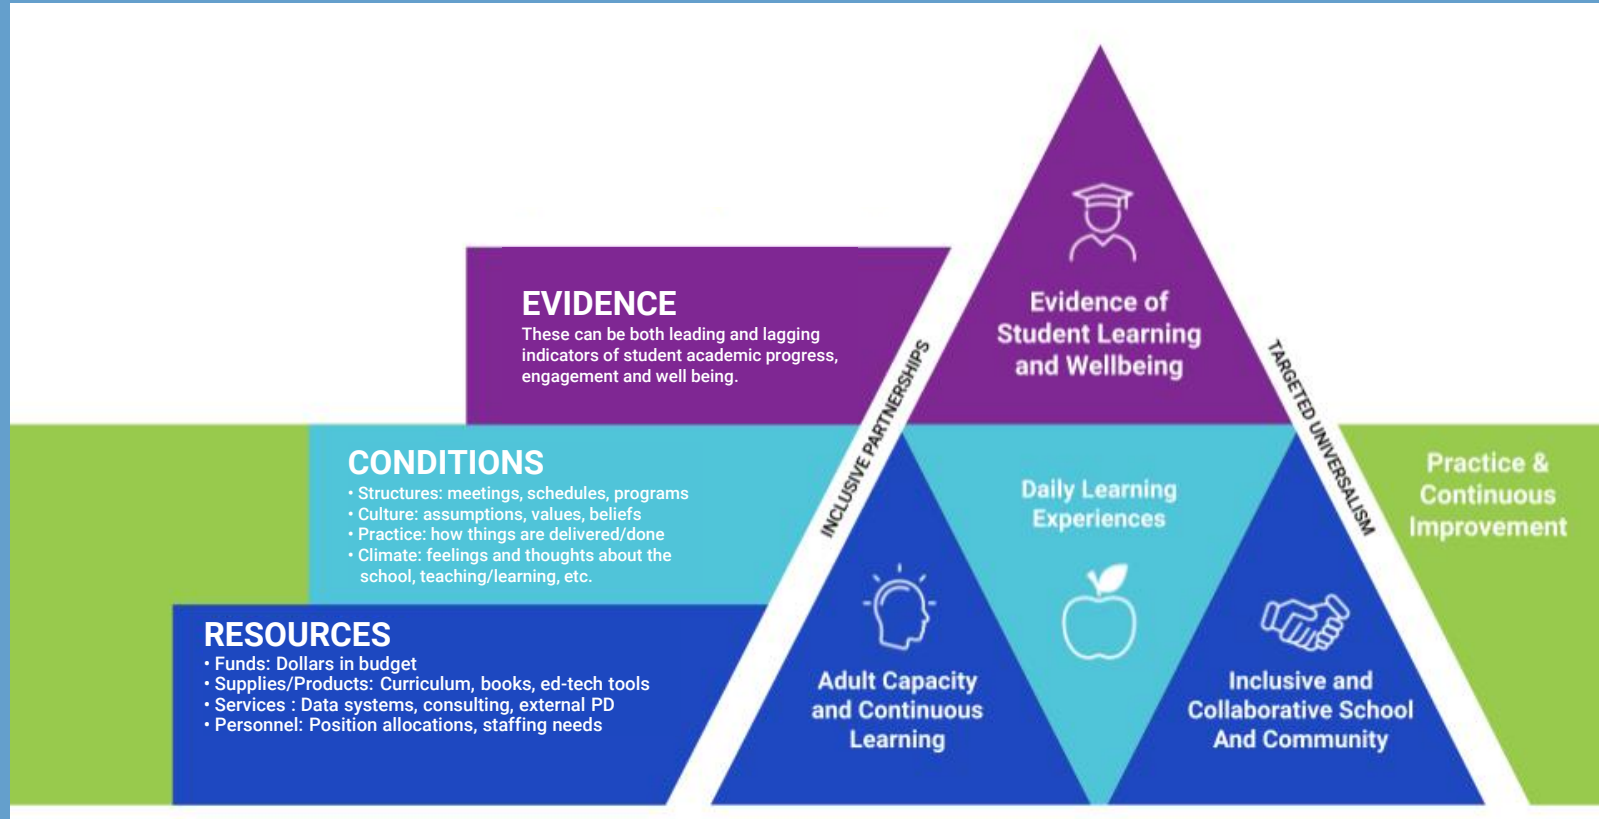 EVIDENCE
These can be both leading and lagging
indicators of student academic progress,
engagement and well being.
CONDITIONS
• Structures: meetings, schedules, programs
• Culture: assumptions, values, beliefs
• Practice: how things are delivered/done
• Climate: feelings and thoughts about the
school, teaching/learning, etc.
RESOURCES
• Funds: Dollars in budget
• Supplies/Products: Curriculum, books, ed-tech tools
• Services : Data systems, consulting, external PD
• Personnel: Position allocations, staffing needs
INCLUSIVE PARTNERSHIPS
Evidence of
Student Learning
and Wellbeing
Daily Learning
Experiences
Adult Capacity
and Continuous
Learning
Inclusive and
Collaborative School
And Community
TARGETED UNIVERSALISM
Practice &
Continuous
Improvement